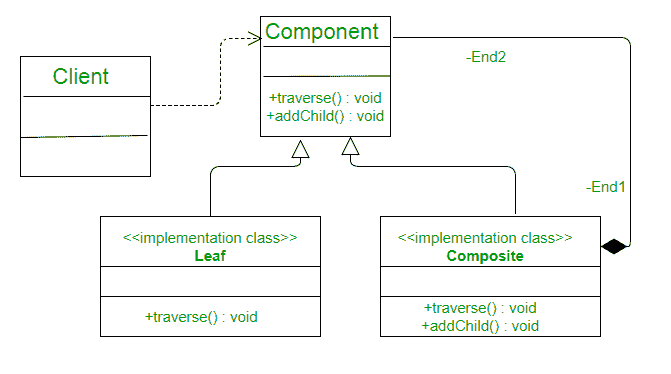 Component
Client
-End2
+traverse() : void
+addChild() : void
-End1
<<implementation class>>
Leaf
+traverse() : void
<<implementation class>>
Composite
+traverse() : void
+addChild() : void